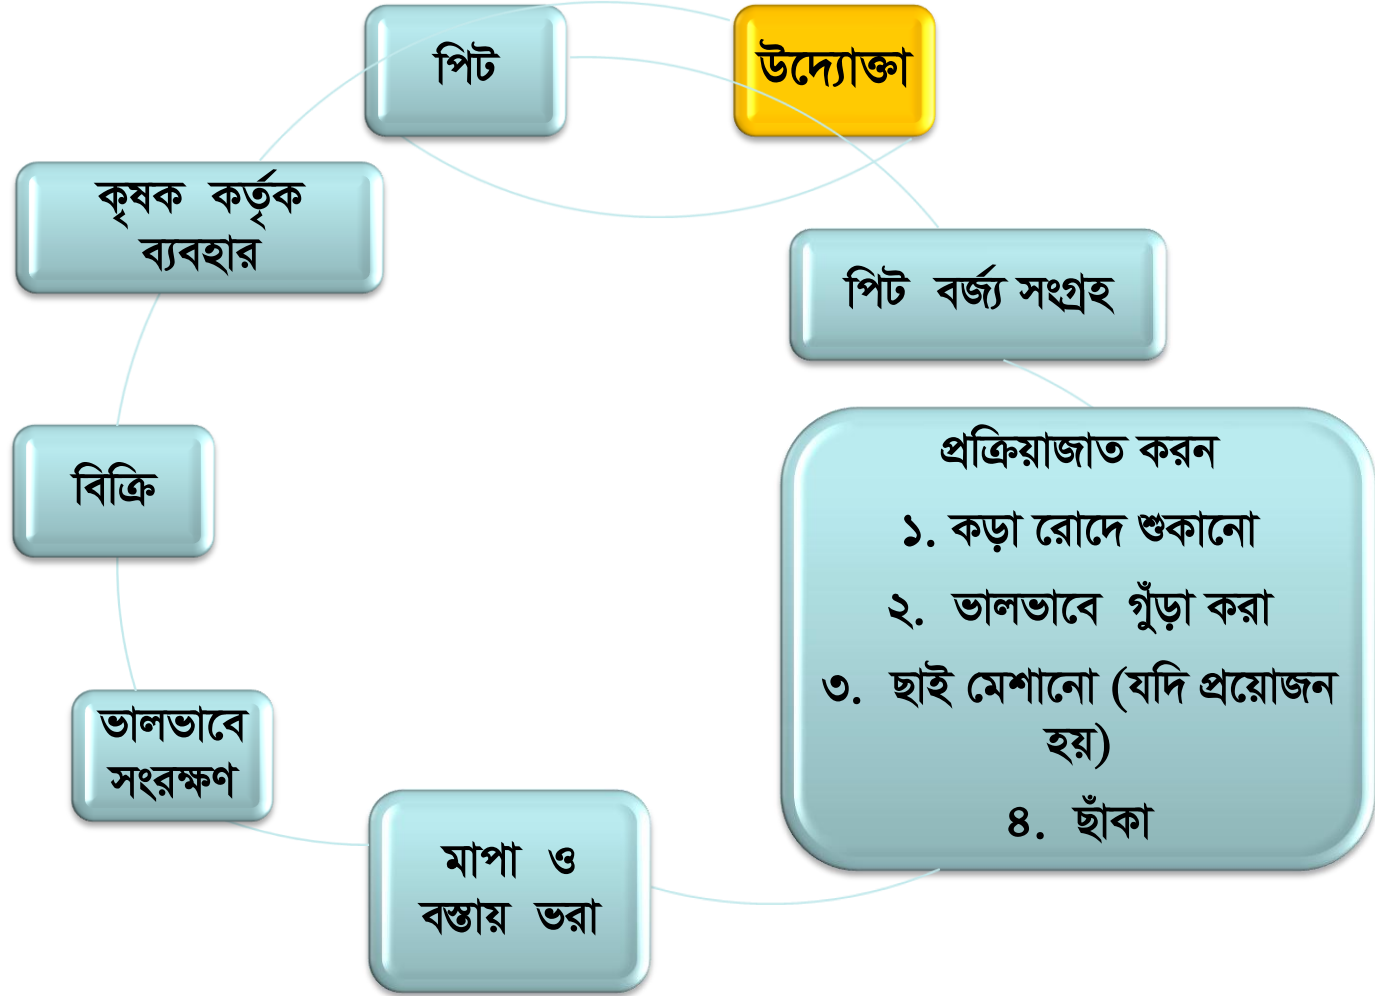 পিট
উদ্যোক্তা
পিট বর্জ্য সংগ্রহ
প্রক্রিয়াজাত করন
১. কড়া রোদে শুকানো
২. ভালভাবে গুঁড়া করা
৩. ছাই মেশানো (যদি প্রয়োজন
হয়)
৪. ছাঁকা
মাপা ও
বস্তায় ভরা
ভালভাবে
সংরক্ষণ
বিক্রি
কৃষক কর্তৃক
ব্যবহার